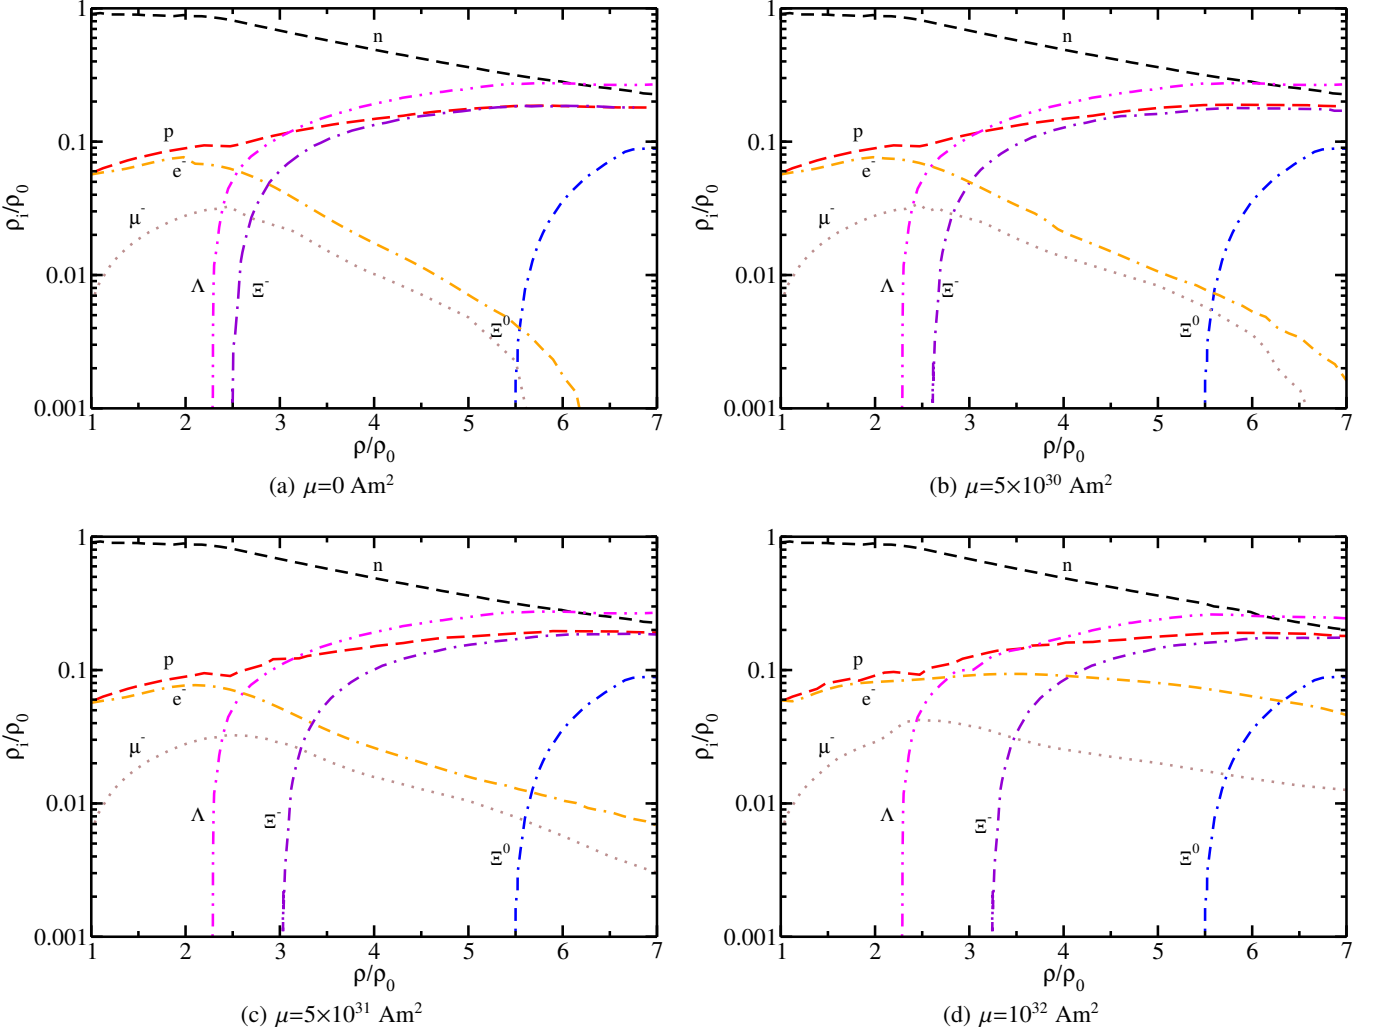 1
0.1
0.01
0.001
ρᵢ/ρ₀
n
p
e⁻
μ⁻
Λ
Ξ⁻
Ξ⁰
1 2 3 4 5 6 7
ρ/ρ₀
(a) μ=0 Am²
1
0.1
0.01
0.001
ρᵢ/ρ₀
n
p
e⁻
μ⁻
Λ
Ξ⁻
Ξ⁰
1 2 3 4 5 6 7
ρ/ρ₀
(b) μ=5×10³⁰ Am²
1
0.1
0.01
0.001
ρᵢ/ρ₀
n
p
e⁻
μ⁻
Λ
Ξ⁻
Ξ⁰
1 2 3 4 5 6 7
ρ/ρ₀
(c) μ=5×10³¹ Am²
1
0.1
0.01
0.001
ρᵢ/ρ₀
n
p
e⁻
μ⁻
Λ
Ξ⁻
Ξ⁰
1 2 3 4 5 6 7
ρ/ρ₀
(d) μ=10³² Am²